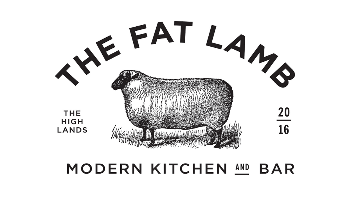 THE FAT LAMB
THE
HIGH
LANDS
20
16
MODERN KITCHEN AND BAR